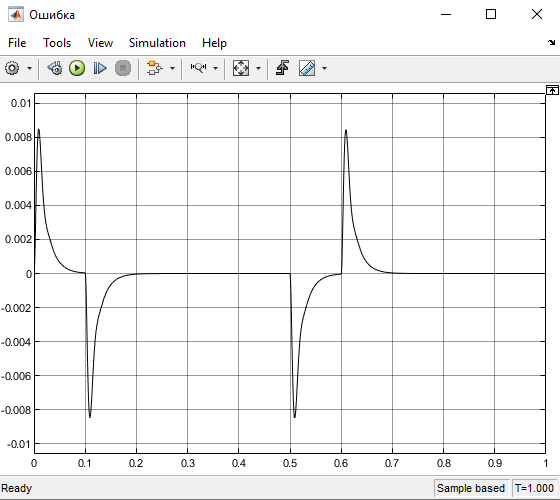 Ошибка
File Tools View Simulation Help
0.01
0.008
0.006
0.004
0.002
0
-0.002
-0.004
-0.006
-0.008
-0.01
0 0.1 0.2 0.3 0.4 0.5 0.6 0.7 0.8 0.9 1
Ready Sample based T=1.000